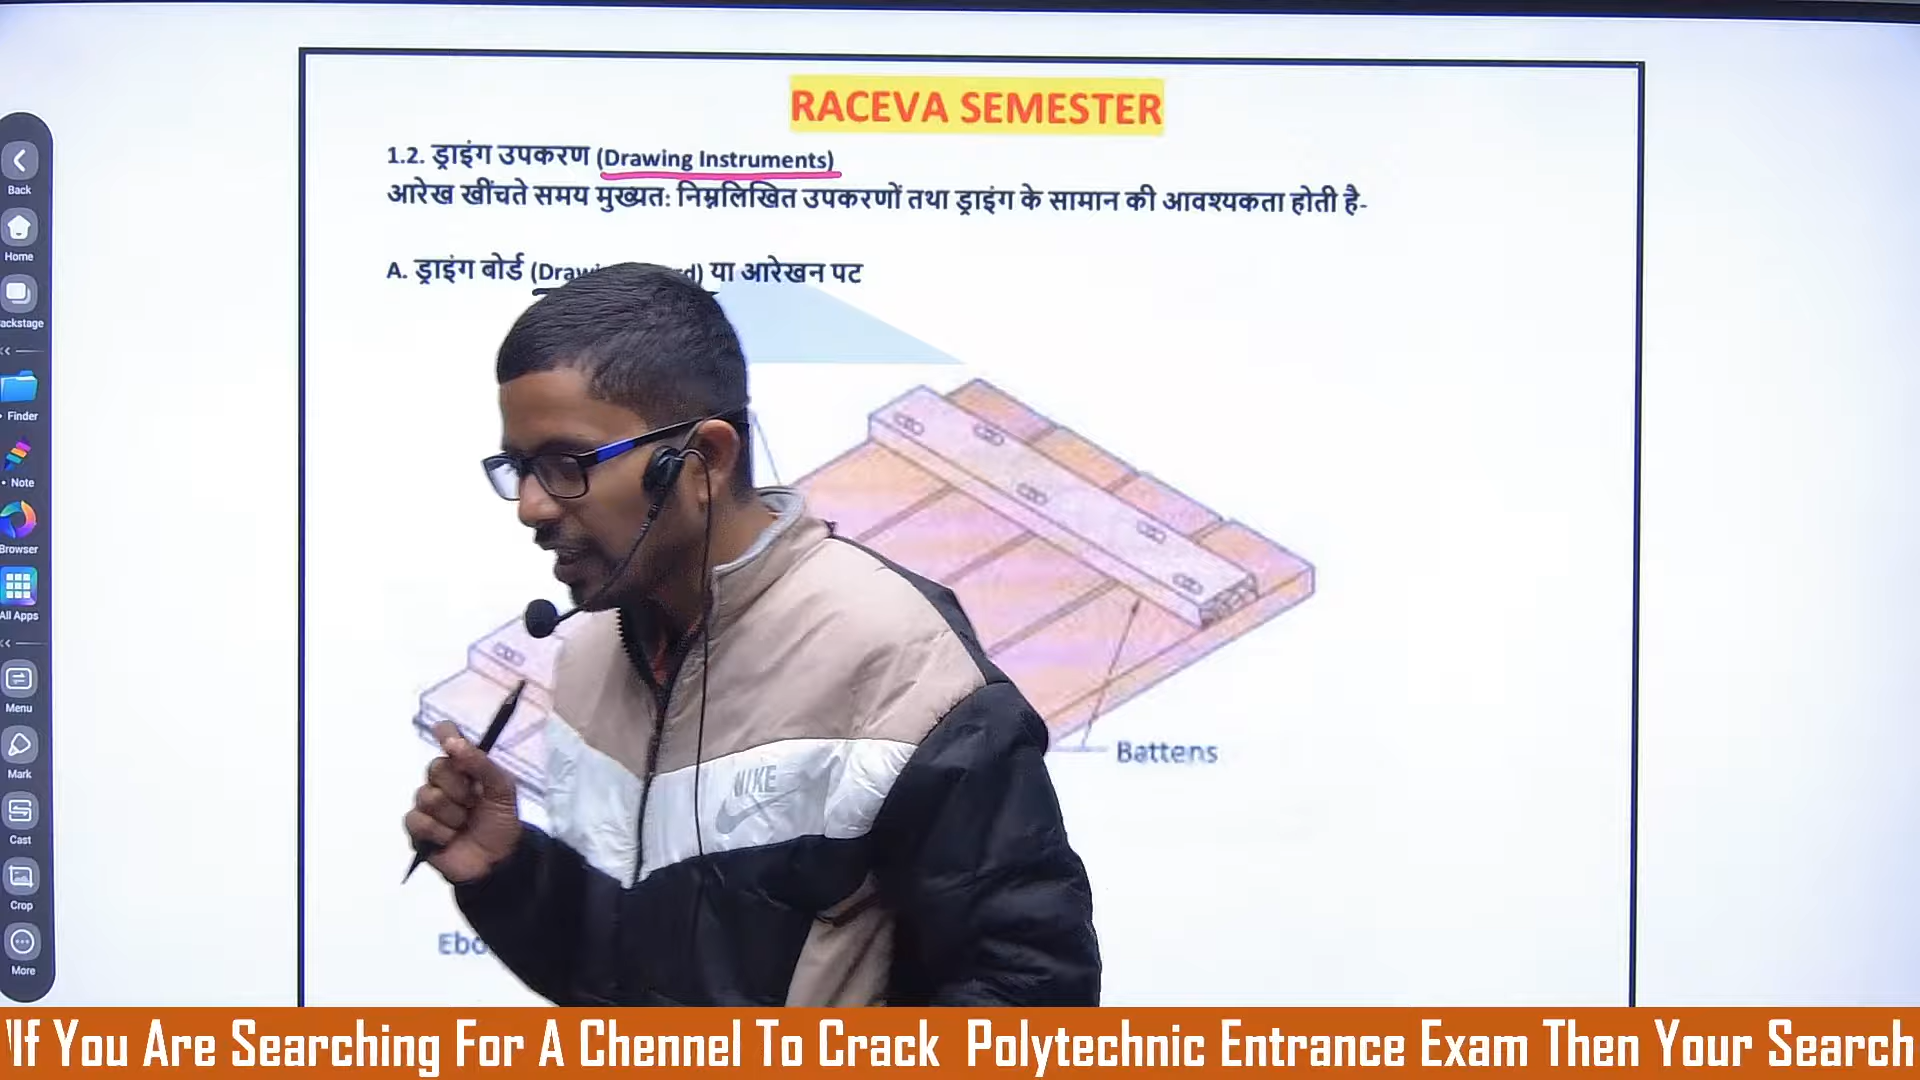 RACEVA SEMESTER
1.2. ड्राइंग उपकरण (Drawing Instruments)
आरेख खींचते समय मुख्यतः निम्नलिखित उपकरणों तथा ड्राइंग के सामान की आवश्यकता होती है-
A. ड्राइंग बोर्ड या आरेखन पट
Back
Home
ackstage
Finder
Note
Browser
All Apps
Menu
Mark
Cast
Crop
More
NIKE
Battens
If You Are Searching For A Chennel To Crack Polytechnic Entrance Exam Then Your Search